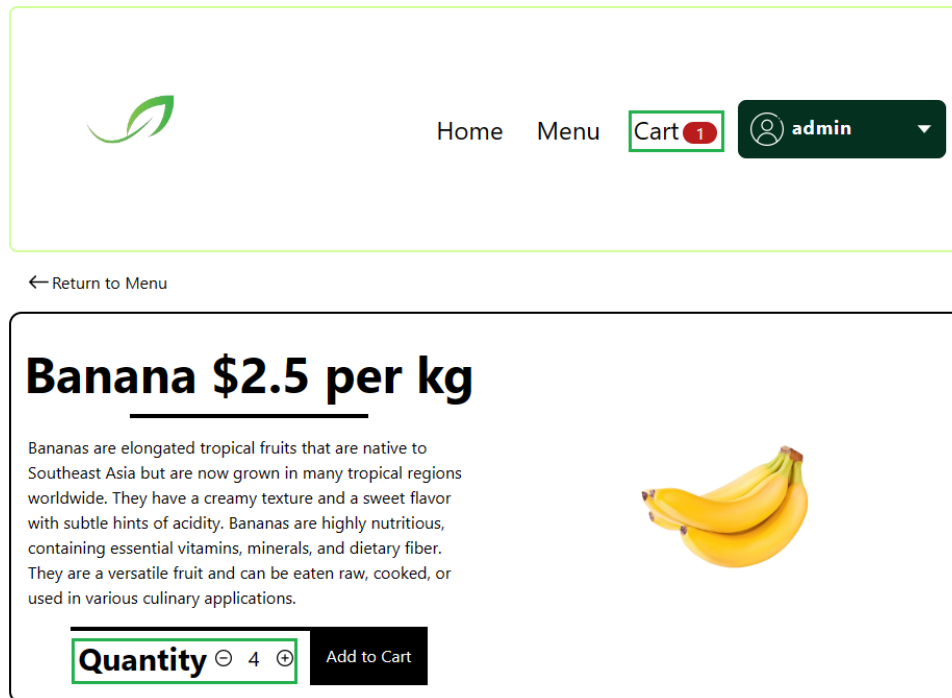 Home Menu Cart 1 admin
Return to Menu
Banana $2.5 per kg
Bananas are elongated tropical fruits that are native to
Southeast Asia but are now grown in many tropical regions
worldwide. They have a creamy texture and a sweet flavor
with subtle hints of acidity. Bananas are highly nutritious,
containing essential vitamins, minerals, and dietary fiber.
They are a versatile fruit and can be eaten raw, cooked, or
used in various culinary applications.
Quantity 4 Add to Cart